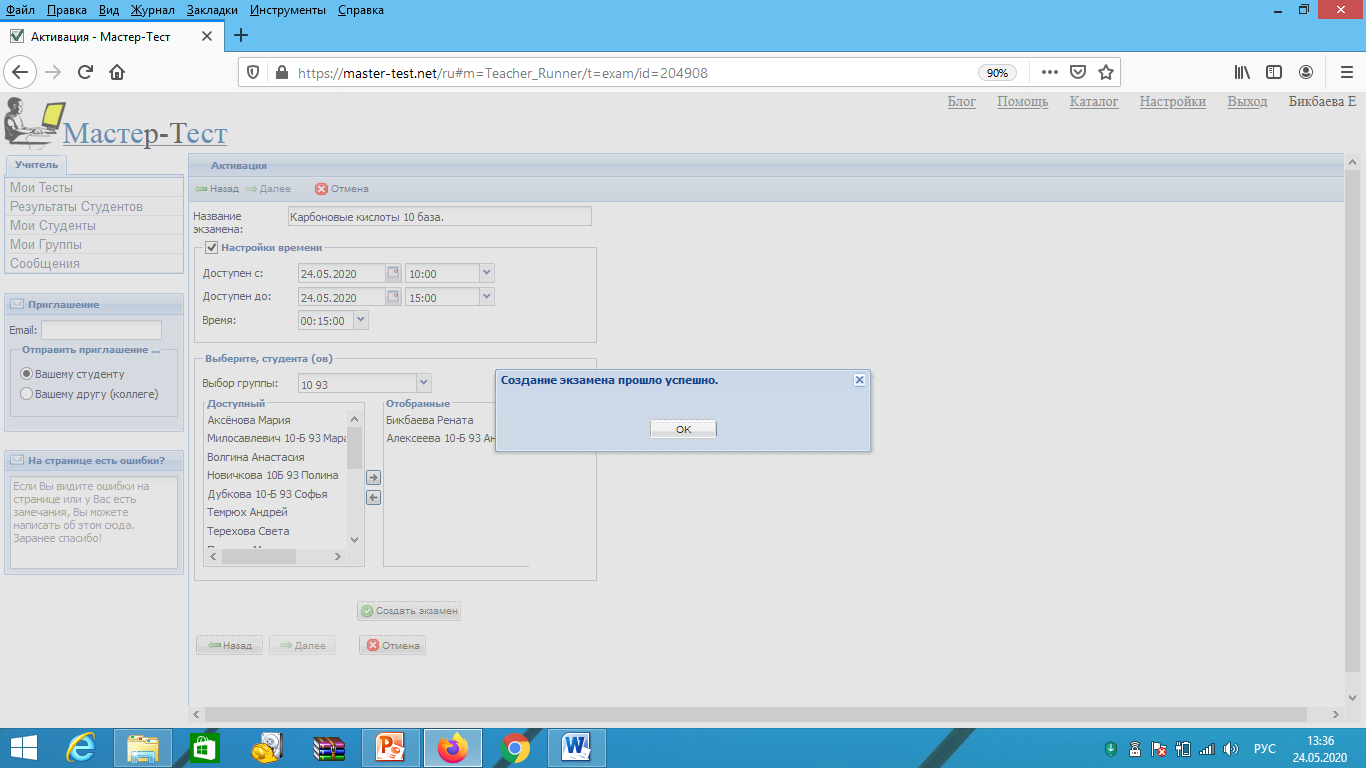 Файл Правка Вид Журнал Закладки Инструменты Справка
Активация - Мастер-Тест
https://master-test.net/ru#m=Teacher_Runner/t=exam/id=204908 90%
Блог Помощь Каталог Настройки Выход Бикбаева Е
Мастер-Тест
Учитель
Мои Тесты
Результаты Студентов
Мои Студенты
Мои Группы
Сообщения
Приглашение
Email:
Отправить приглашение ...
Вашему студенту
Вашему другу (коллеге)
На странице есть ошибки?
Если Вы видите ошибки на
странице или у Вас есть
замечания, Вы можете
написать об этом сюда.
Заранее спасибо!
Активация
Назад Далее Отмена
Название
экзамена:
Карбоновые кислоты 10 база.
Настройки времени
Доступен с: 24.05.2020 10:00
Доступен до: 24.05.2020 15:00
Время: 00:15:00
Выберите, студента (ов)
Выбор группы: 10 93
Доступный
Аксёнова Мария
Милосавлевич 10-Б 93 Мара
Волгина Анастасия
Новичкова 10Б 93 Полина
Дубкова 10-Б 93 Софья
Темрюх Андрей
Терехова Света
Отобранные
Бикбаева Рената
Алексеева 10-Б 93 Ан
Создание экзамена прошло успешно.
OK
Создать экзамен
Назад Далее Отмена
РУС
13:36
24.05.2020